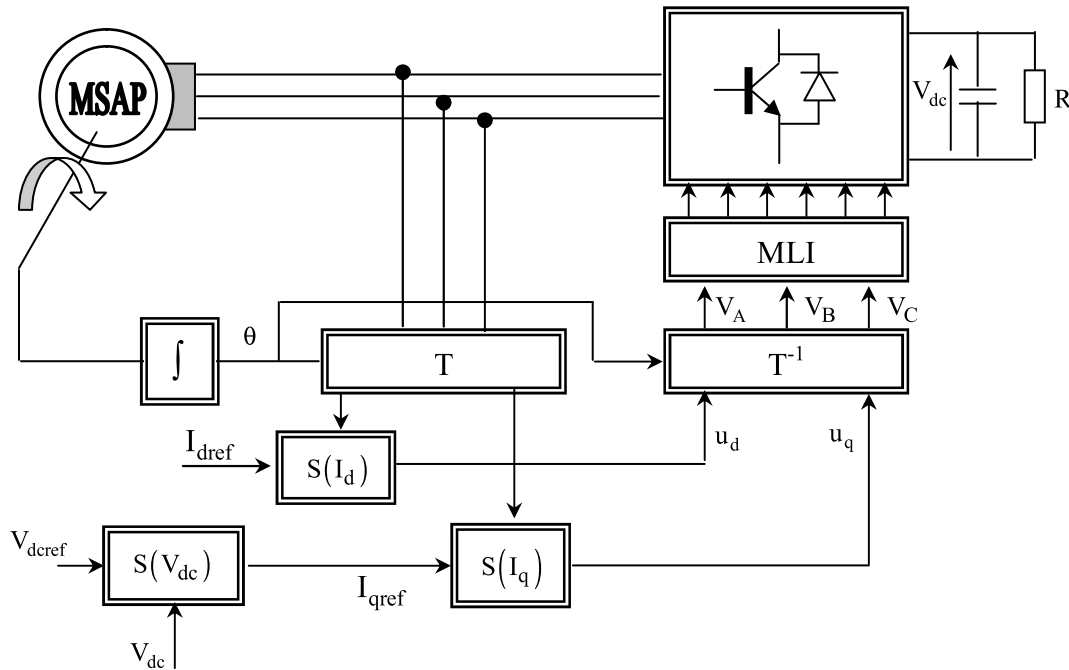 MSAP
V_dc
R
MLI
V_A
V_B
V_C
θ
∫
T
T^-1
I_dref
S(I_d)
u_d
u_q
V_dcref
S(V_dc)
I_qref
S(I_q)
V_dc